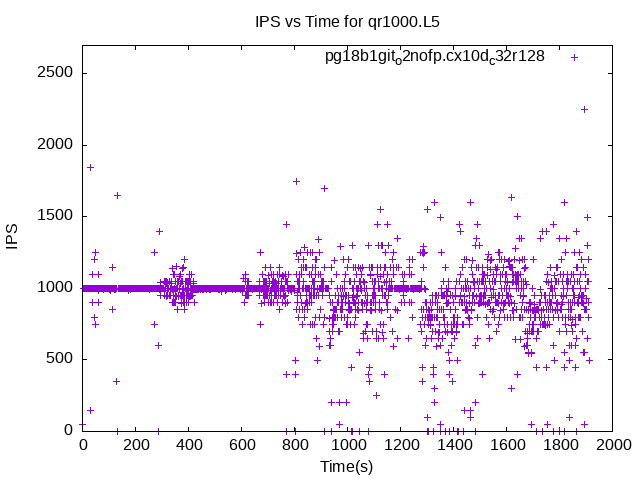 IPS vs Time for qr1000.L5
pg18b1git_o2nofp.cx10d_c32r128
2500
2000
1500
1000
500
0
IPS
0 200 400 600 800 1000 1200 1400 1600 1800 2000
Time(s)